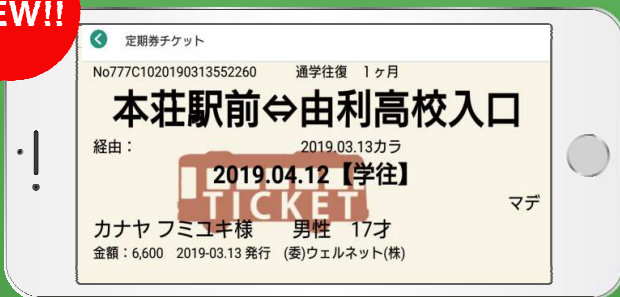 EW!!
定期券チケット
No777C1020190313552260 通学往復 1ヶ月
本荘駅前⇔由利高校入口
経由： 2019.03.13カラ
2019.04.12【学往】
TICKET
マデ
カナヤ フミユキ様 男性 17才
金額：6,600 2019-03.13 発行 (委)ウェルネット(株)